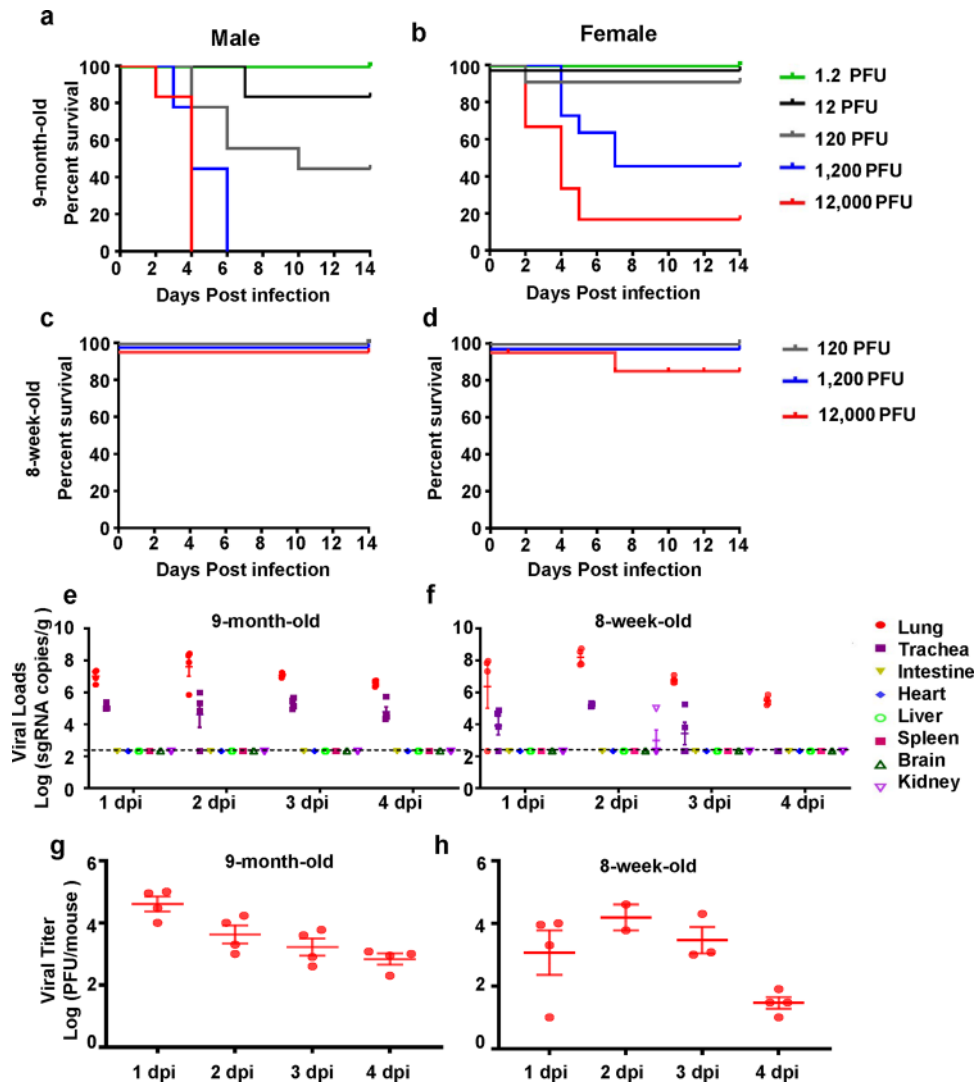 a
Male
b
Female
9-month-old
Percent survival
100
80
60
40
20
0
0 2 4 6 8 10 12 14
Days Post infection
Percent survival
100
80
60
40
20
0
0 2 4 6 8 10 12 14
Days Post infection
1.2 PFU
12 PFU
120 PFU
1,200 PFU
12,000 PFU
c
d
8-week-old
Percent survival
100
80
60
40
20
0
0 2 4 6 8 10 12 14
Days Post infection
Percent survival
100
80
60
40
20
0
0 2 4 6 8 10 12 14
Days Post infection
120 PFU
1,200 PFU
12,000 PFU
e
9-month-old
f
8-week-old
Viral Loads
Log (sgRNA copies/g )
10
8
6
4
2
0
1 dpi 2 dpi 3 dpi 4 dpi
10
8
6
4
2
0
1 dpi 2 dpi 3 dpi 4 dpi
Lung
Trachea
Intestine
Heart
Liver
Spleen
Brain
Kidney
g
9-month-old
h
8-week-old
Viral Titer
Log (PFU/mouse )
6
4
2
0
1 dpi 2 dpi 3 dpi 4 dpi
6
4
2
0
1 dpi 2 dpi 3 dpi 4 dpi